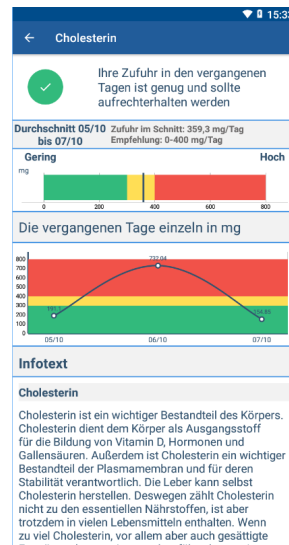 15:33
Cholesterin
Ihre Zufuhr in den vergangenen
Tagen ist genug und sollte
aufrechterhalten werden
Durchschnitt 05/10
bis 07/10
Zufuhr im Schnitt: 359,3 mg/Tag
Empfehlung: 0-400 mg/Tag
Gering
Hoch
mg
0 200 400 600 800
Die vergangenen Tage einzeln in mg
800
700
600
500
400
300
200
100
0
732.04
05/10 06/10 07/10
Infotext
Cholesterin
Cholesterin ist ein wichtiger Bestandteil des Körpers.
Cholesterin dient dem Körper als Ausgangsstoff
für die Bildung von Vitamin D, Hormonen und
Gallensäuren. Außerdem ist Cholesterin ein wichtiger
Bestandteil der Plasmamembran und für deren
Stabilität verantwortlich. Die Leber kann selbst
Cholesterin herstellen. Deswegen zählt Cholesterin
nicht zu den essentiellen Nährstoffen, ist aber
trotzdem in vielen Lebensmitteln enthalten. Wenn
zu viel Cholesterin, vor allem aber auch gesättigte